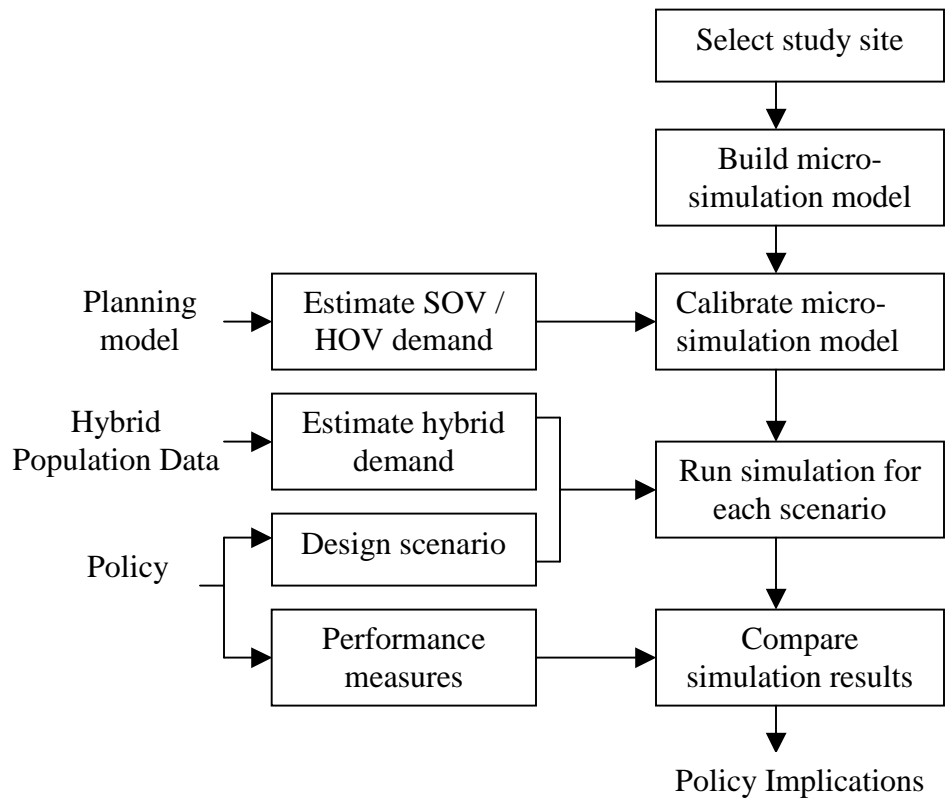 Select study site
Build micro-
simulation model
Planning
model
Estimate SOV /
HOV demand
Calibrate micro-
simulation model
Hybrid
Population Data
Estimate hybrid
demand
Run simulation for
each scenario
Policy
Design scenario
Performance
measures
Compare
simulation results
Policy Implications